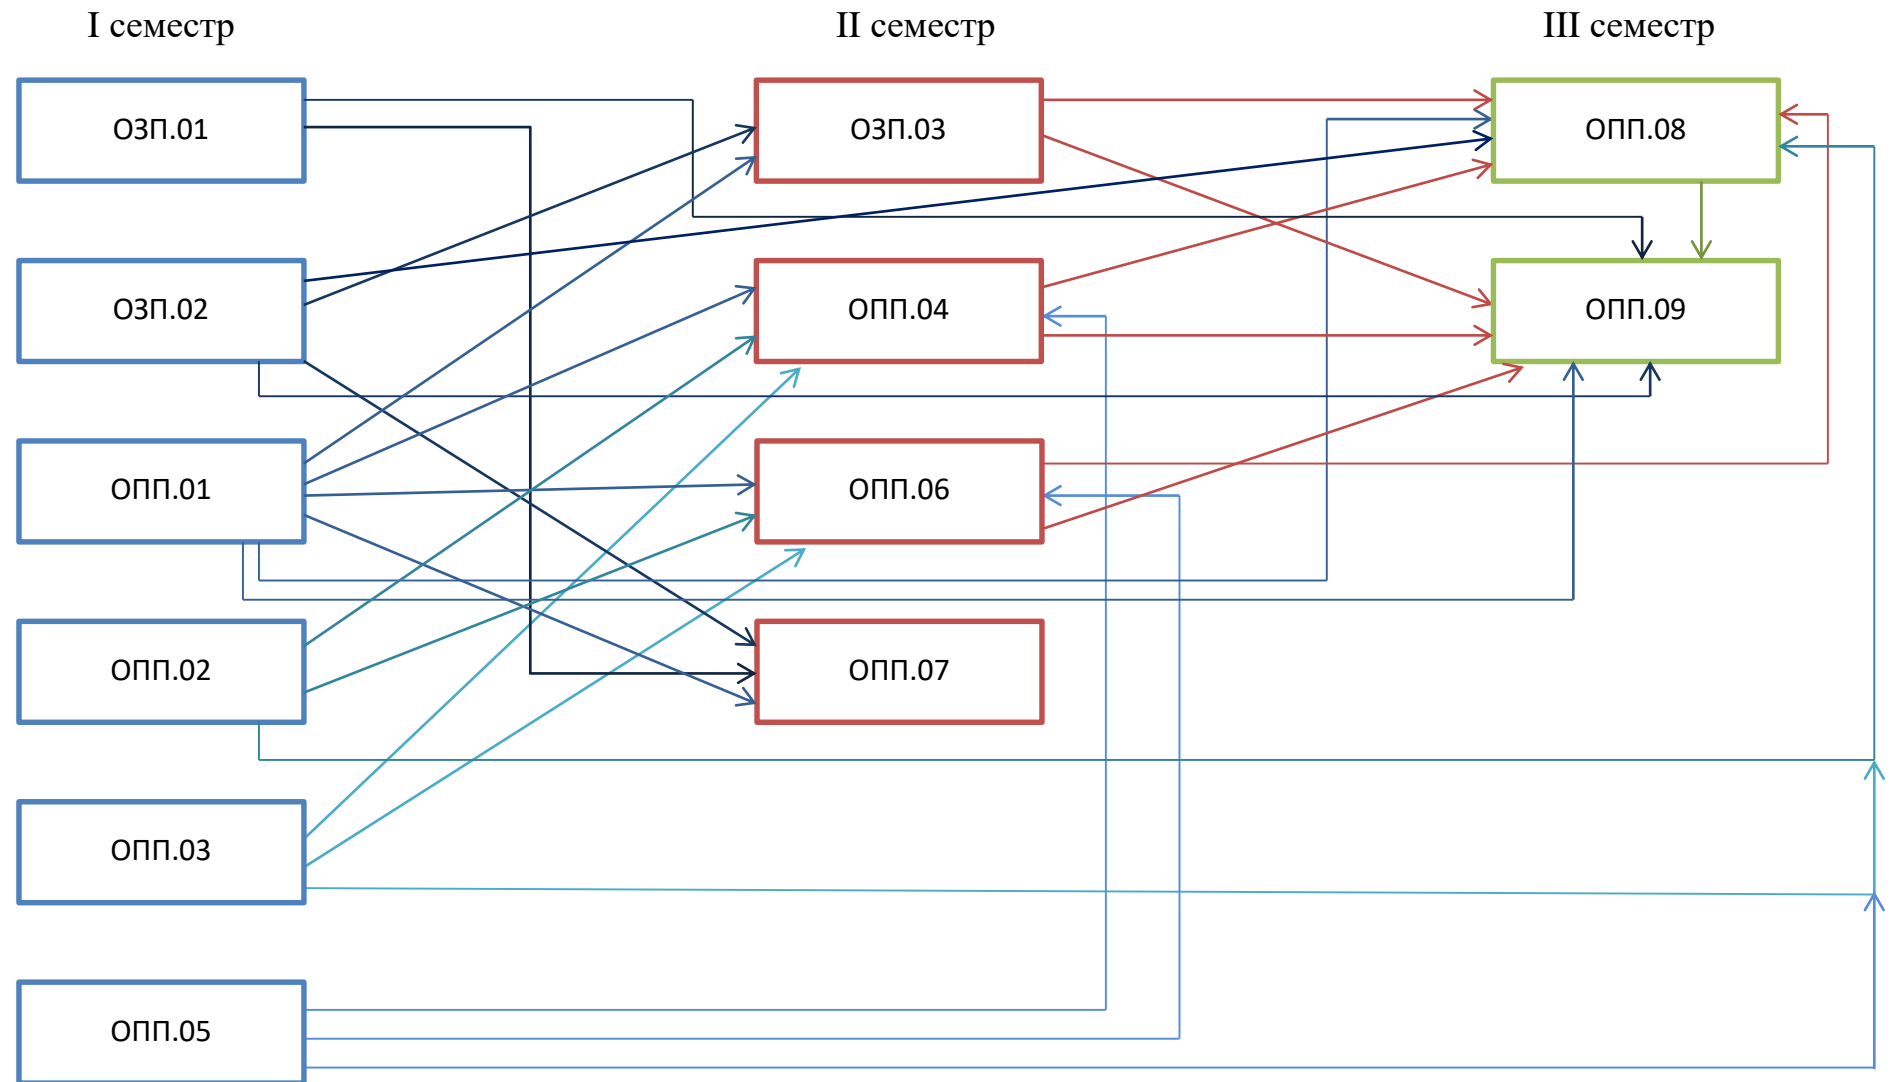 I семестр
II семестр
III семестр
ОЗП.01
ОЗП.03
ОПП.08
ОЗП.02
ОПП.04
ОПП.09
ОПП.01
ОПП.06
ОПП.02
ОПП.07
ОПП.03
ОПП.05